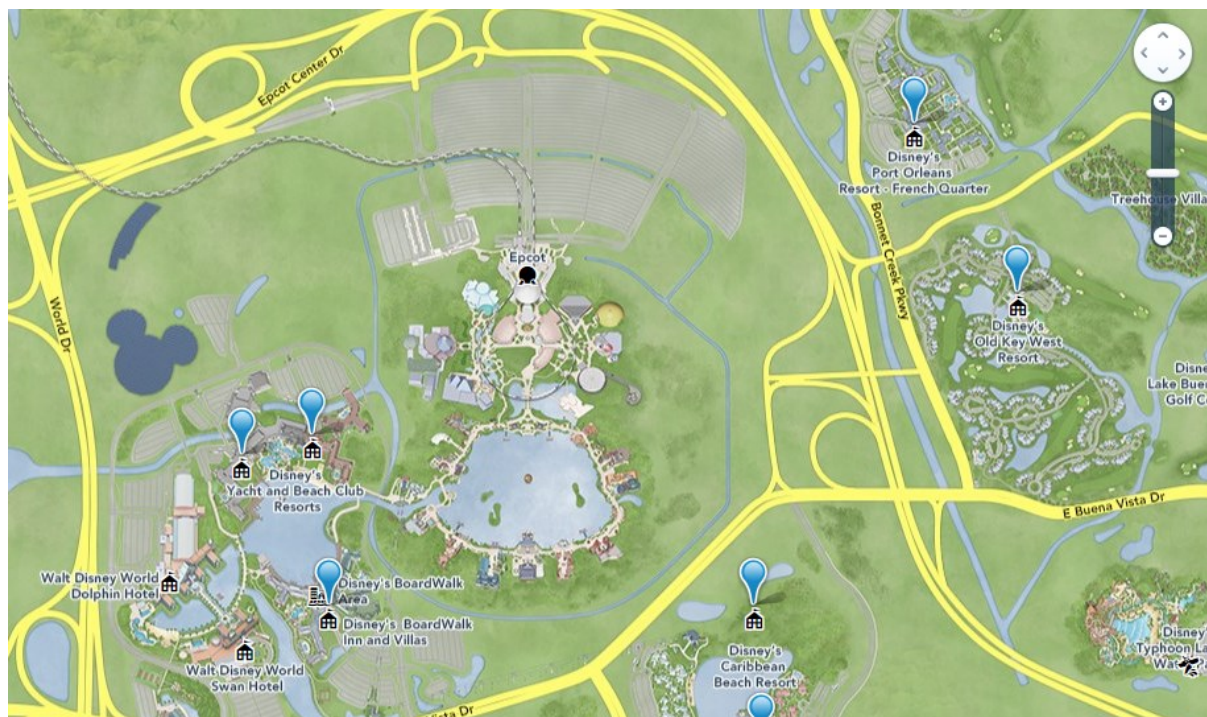 Epcot Center Dr
World Dr
Bonnet Creek Pkwy
Disney's
Port Orleans
Resort - French Quarter
Treehouse Villa
Epcot
Disney's
Old Key West
Resort
Disne
Lake Buen
Golf Co
Disney's
Yacht and Beach Club
Resorts
E Buena Vista Dr
Walt Disney World
Dolphin Hotel
Disney's BoardWalk
Area
Disney's BoardWalk
Inn and Villas
Walt Disney World
Swan Hotel
Disney's
Caribbean
Beach Resort
Disney'
Typhoon La
Vista Dr